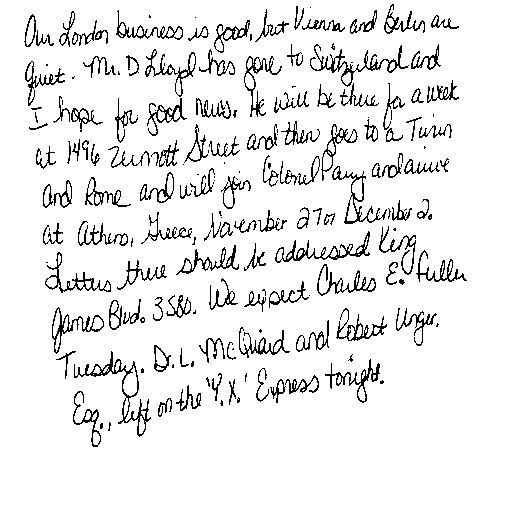 Our London business is good, but Vienna and Berlin are
quiet. Mr. D Lloyd has gone to Switzerland and
I hope for good news. He will be there for a week
at 1496 Zermott Street and then goes to a Turin
and Rome and will join Colonel Parry and arrive
at Athens, Greece, November 27 or December 2.
Letters there should be addressed King
James Blvd. 3580. We expect Charles E. Fuller
Tuesday. Dr. L. McQuaid and Robert Unger,
Esq., left on the 'Y.X.' Express tonight.